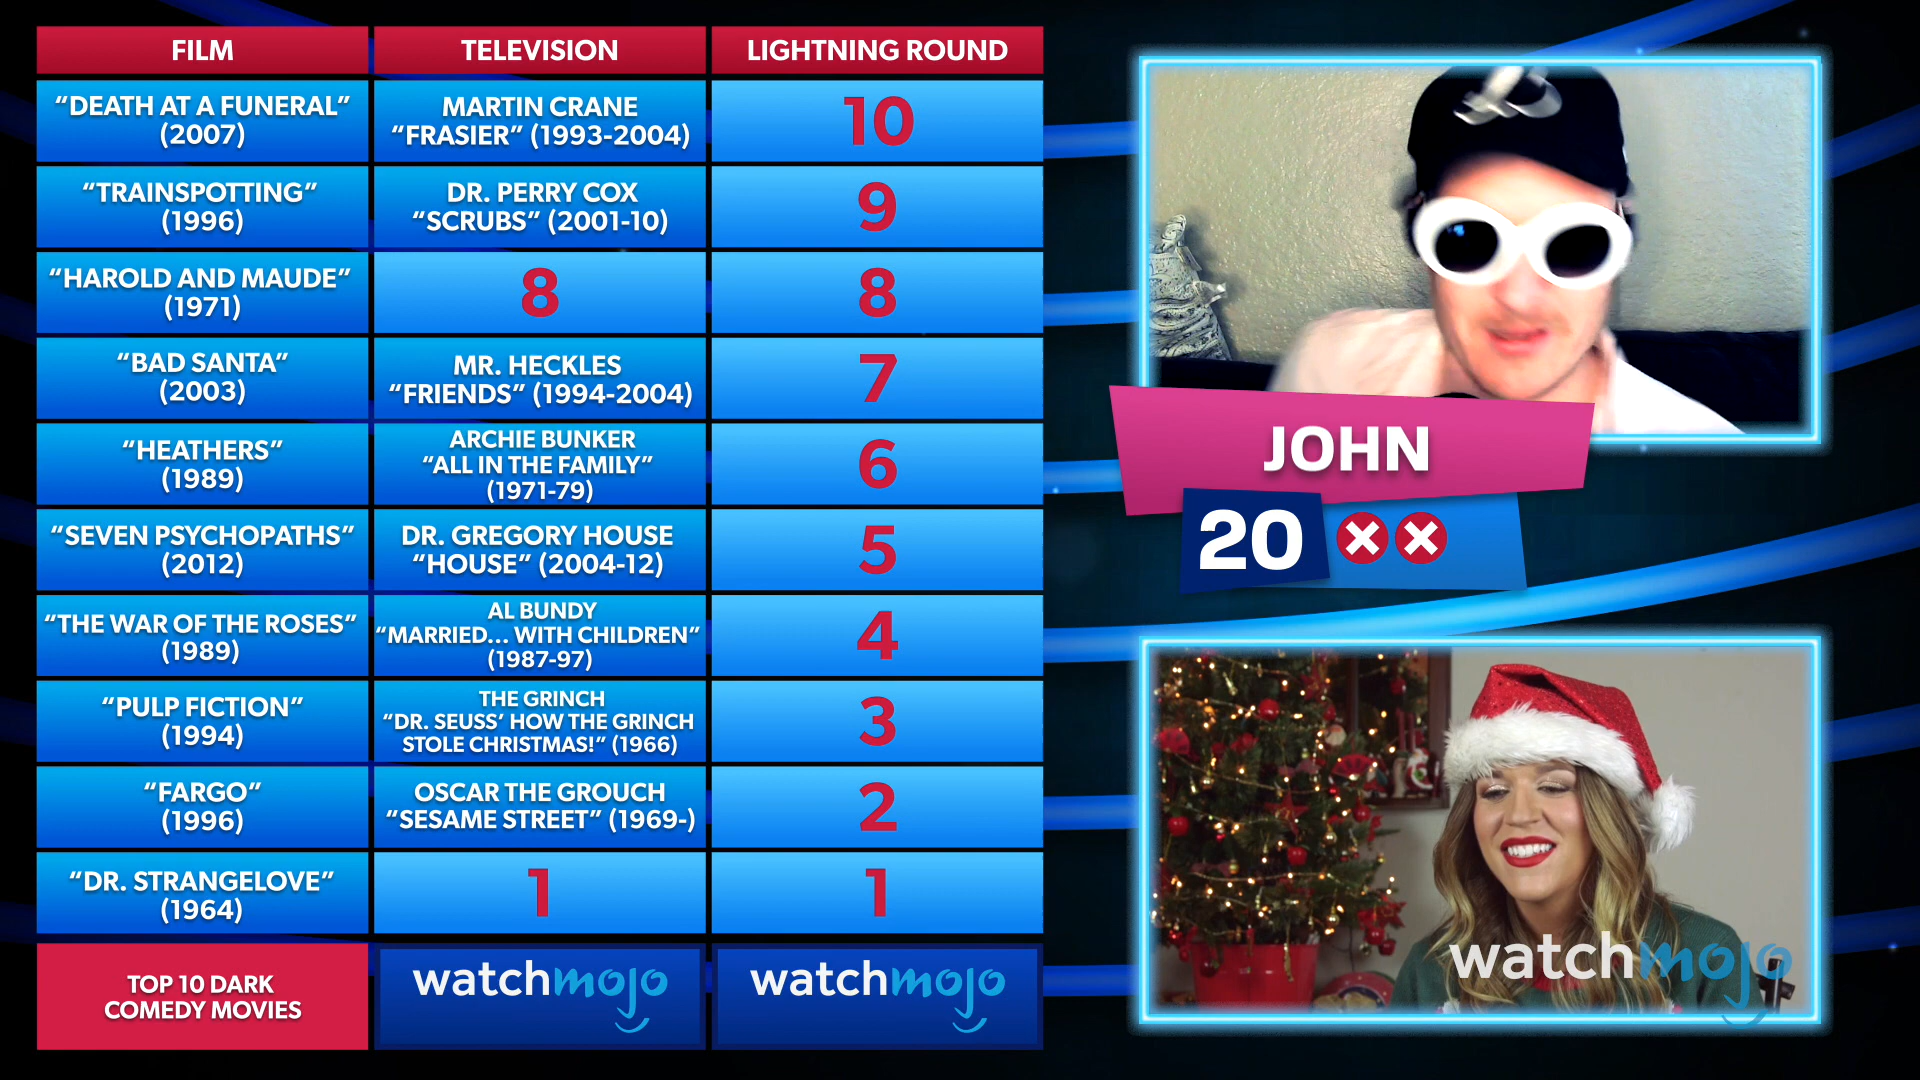 FILM
TELEVISION
LIGHTNING ROUND
“DEATH AT A FUNERAL”
(2007)
MARTIN CRANE
“FRASIER” (1993-2004)
10
“TRAINSPOTTING”
(1996)
DR. PERRY COX
“SCRUBS” (2001-10)
9
“HAROLD AND MAUDE”
(1971)
8
8
“BAD SANTA”
(2003)
MR. HECKLES
“FRIENDS” (1994-2004)
7
“HEATHERS”
(1989)
ARCHIE BUNKER
“ALL IN THE FAMILY”
(1971-79)
6
“SEVEN PSYCHOPATHS”
(2012)
DR. GREGORY HOUSE
“HOUSE” (2004-12)
5
“THE WAR OF THE ROSES”
(1989)
AL BUNDY
“MARRIED... WITH CHILDREN”
(1987-97)
4
“PULP FICTION”
(1994)
THE GRINCH
“DR. SEUSS’ HOW THE GRINCH
STOLE CHRISTMAS!” (1966)
3
“FARGO”
(1996)
OSCAR THE GROUCH
“SESAME STREET” (1969-)
2
“DR. STRANGELOVE”
(1964)
1
1
TOP 10 DARK
COMEDY MOVIES
watchmojo
watchmojo
JOHN
20
watchmojo